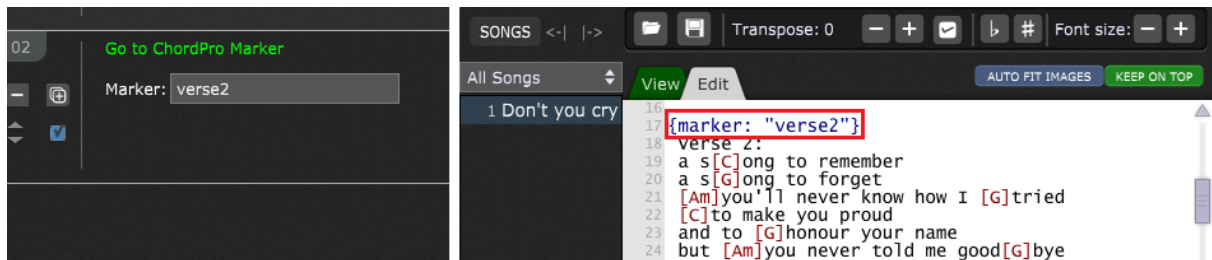 02
Go to ChordPro Marker
Marker: verse2
SONGS <-| |->
Transpose: 0 − + ♭ # Font size: − +
All Songs
View Edit
AUTO FIT IMAGES KEEP ON TOP
1 Don't you cry
16
17 {marker: "verse2"}
18 verse 2:
19 a s[C]ong to remember
20 a s[G]ong to forget
21 [Am]you'll never know how I [G]tried
22 [C]to make you proud
23 and to [G]honour your name
24 but [Am]you never told me good[G]bye